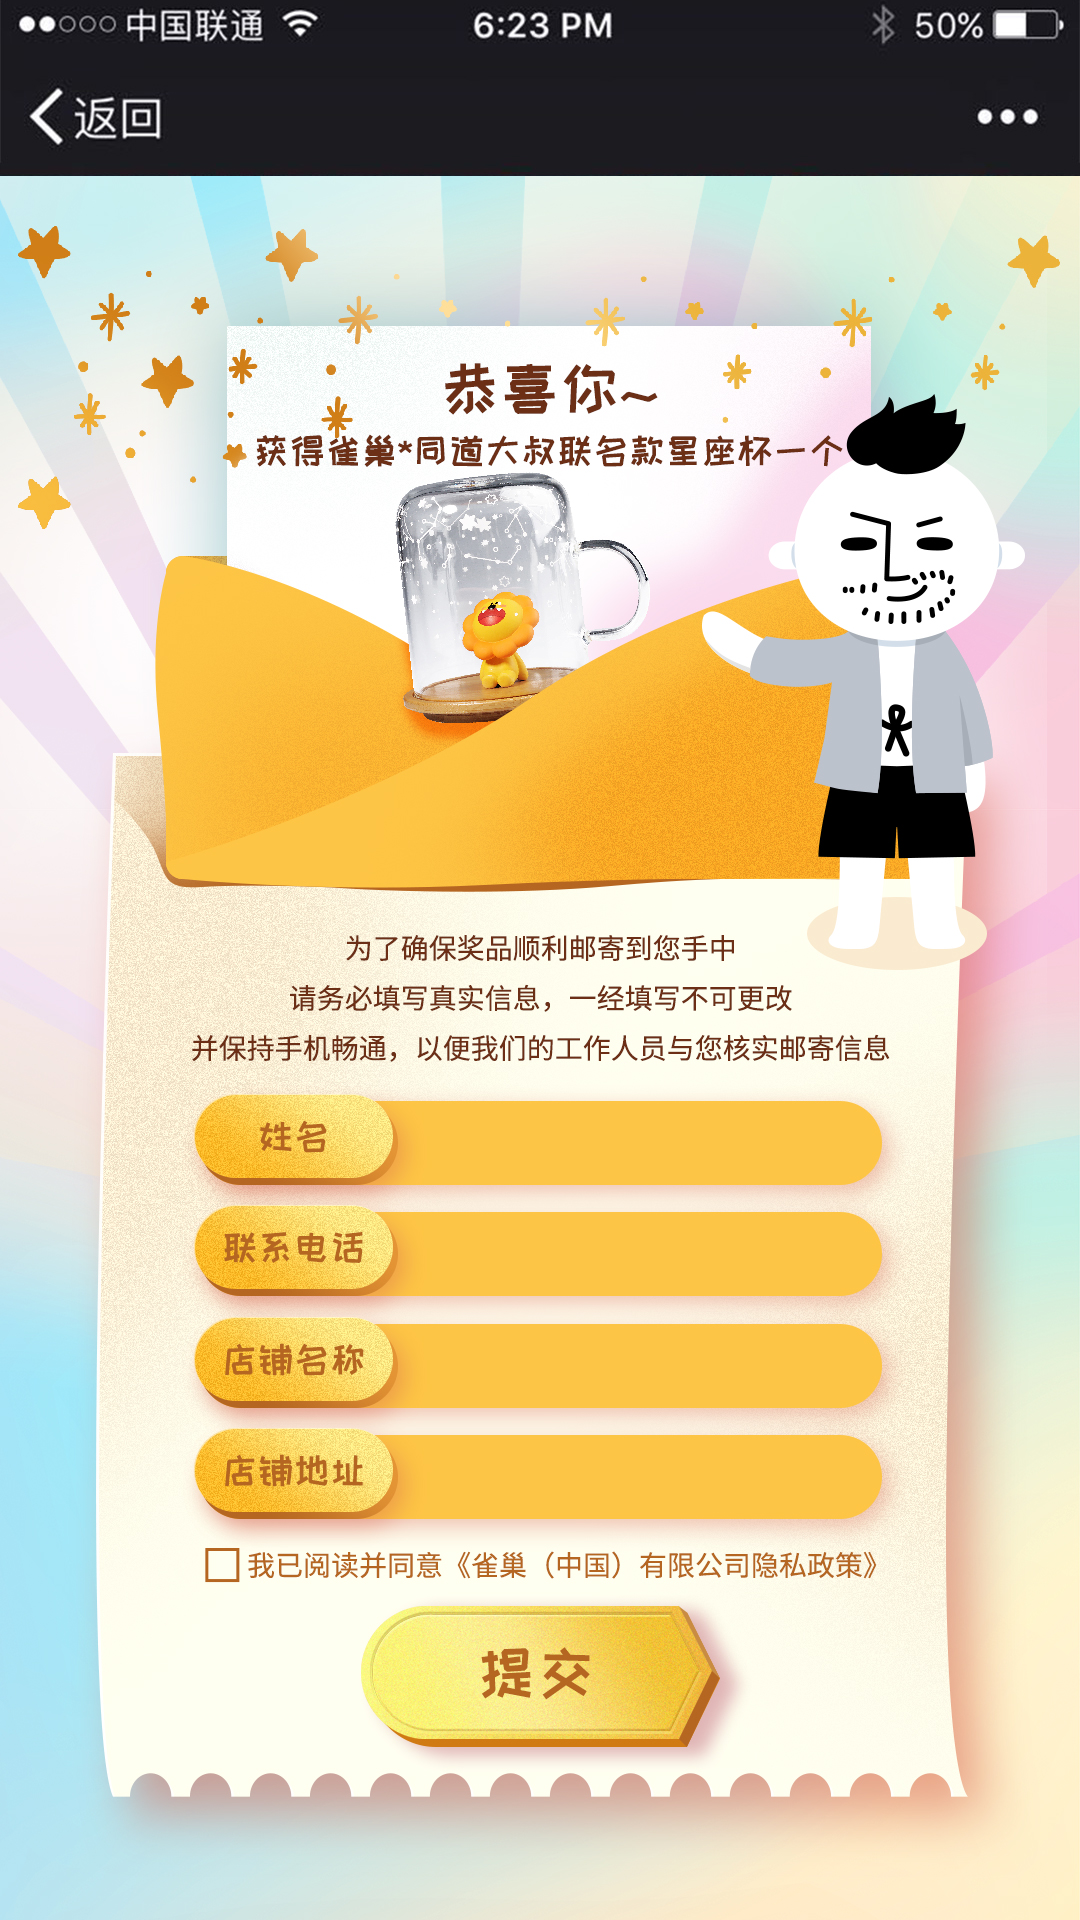 中国联通
6:23 PM
50%
返回
恭喜你~
获得雀巢*同道大叔联名款星座杯一个
为了确保奖品顺利邮寄到您手中
请务必填写真实信息，一经填写不可更改
并保持手机畅通，以便我们的工作人员与您核实邮寄信息
姓名
联系电话
店铺名称
店铺地址
我已阅读并同意《雀巢（中国）有限公司隐私政策》
提交